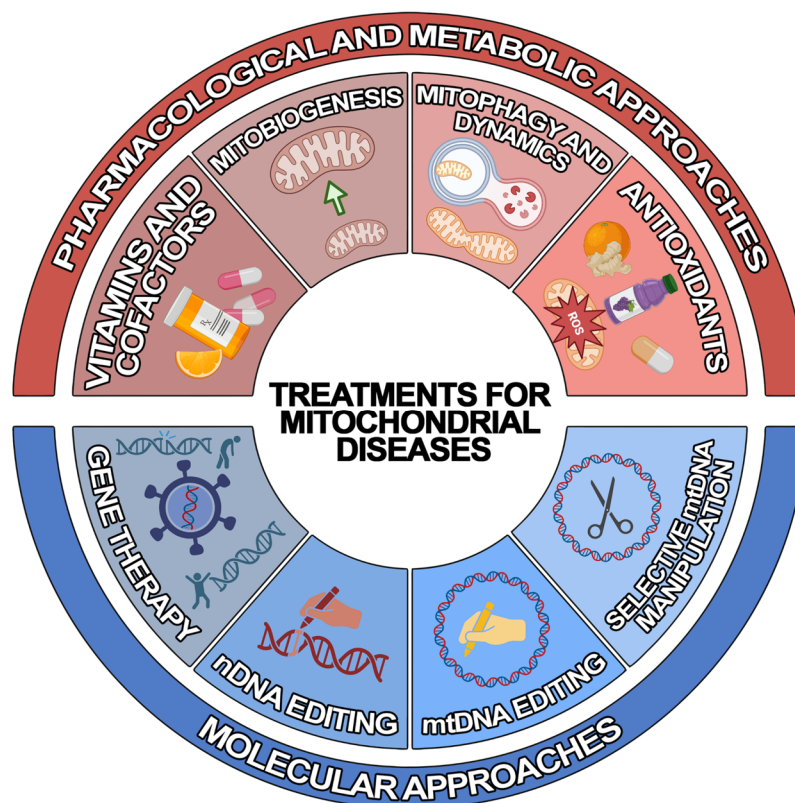 PHARMACOLOGICAL AND METABOLIC APPROACHES
VITAMINS AND
COFACTORS
Rx
MITOBIOGENESIS
MITOPHAGY AND
DYNAMICS
ANTIOXIDANTS
ROS
TREATMENTS FOR
MITOCHONDRIAL
DISEASES
GENE THERAPY
nDNA EDITING
mtDNA EDITING
SELECTIVE mtDNA
MANIPULATION
MOLECULAR APPROACHES